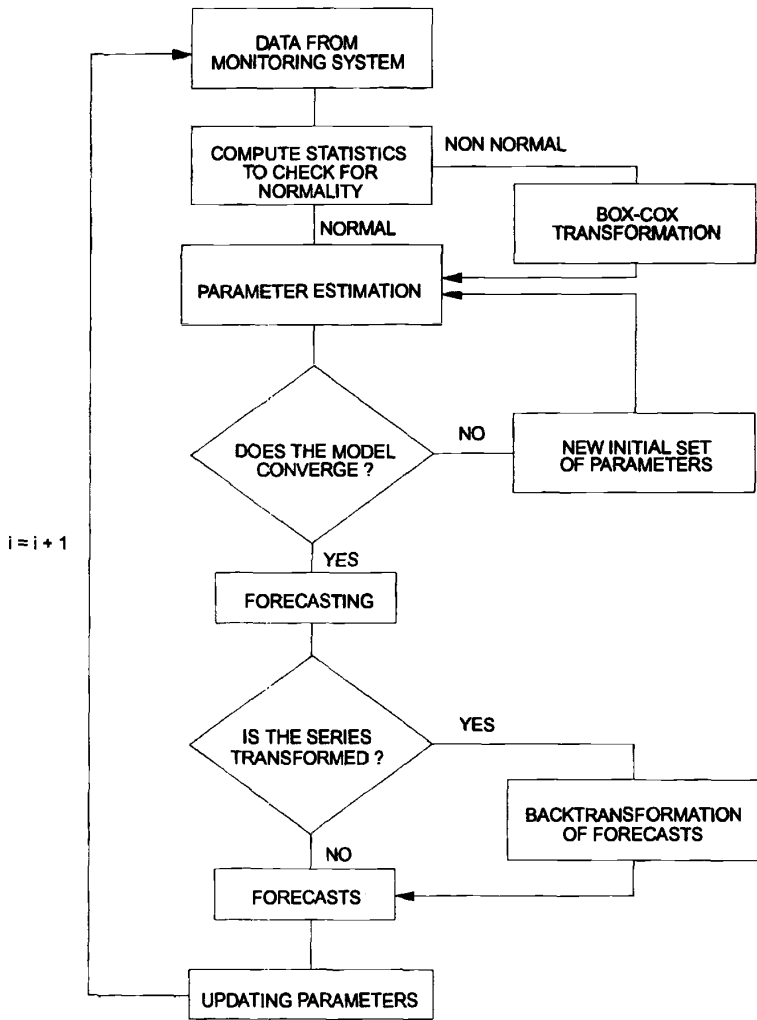 DATA FROM
MONITORING SYSTEM
COMPUTE STATISTICS
TO CHECK FOR
NORMALITY
NON NORMAL
BOX-COX
TRANSFORMATION
NORMAL
PARAMETER ESTIMATION
DOES THE MODEL
CONVERGE ?
NO
NEW INITIAL SET
OF PARAMETERS
i = i + 1
YES
FORECASTING
IS THE SERIES
TRANSFORMED ?
YES
BACKTRANSFORMATION
OF FORECASTS
NO
FORECASTS
UPDATING PARAMETERS